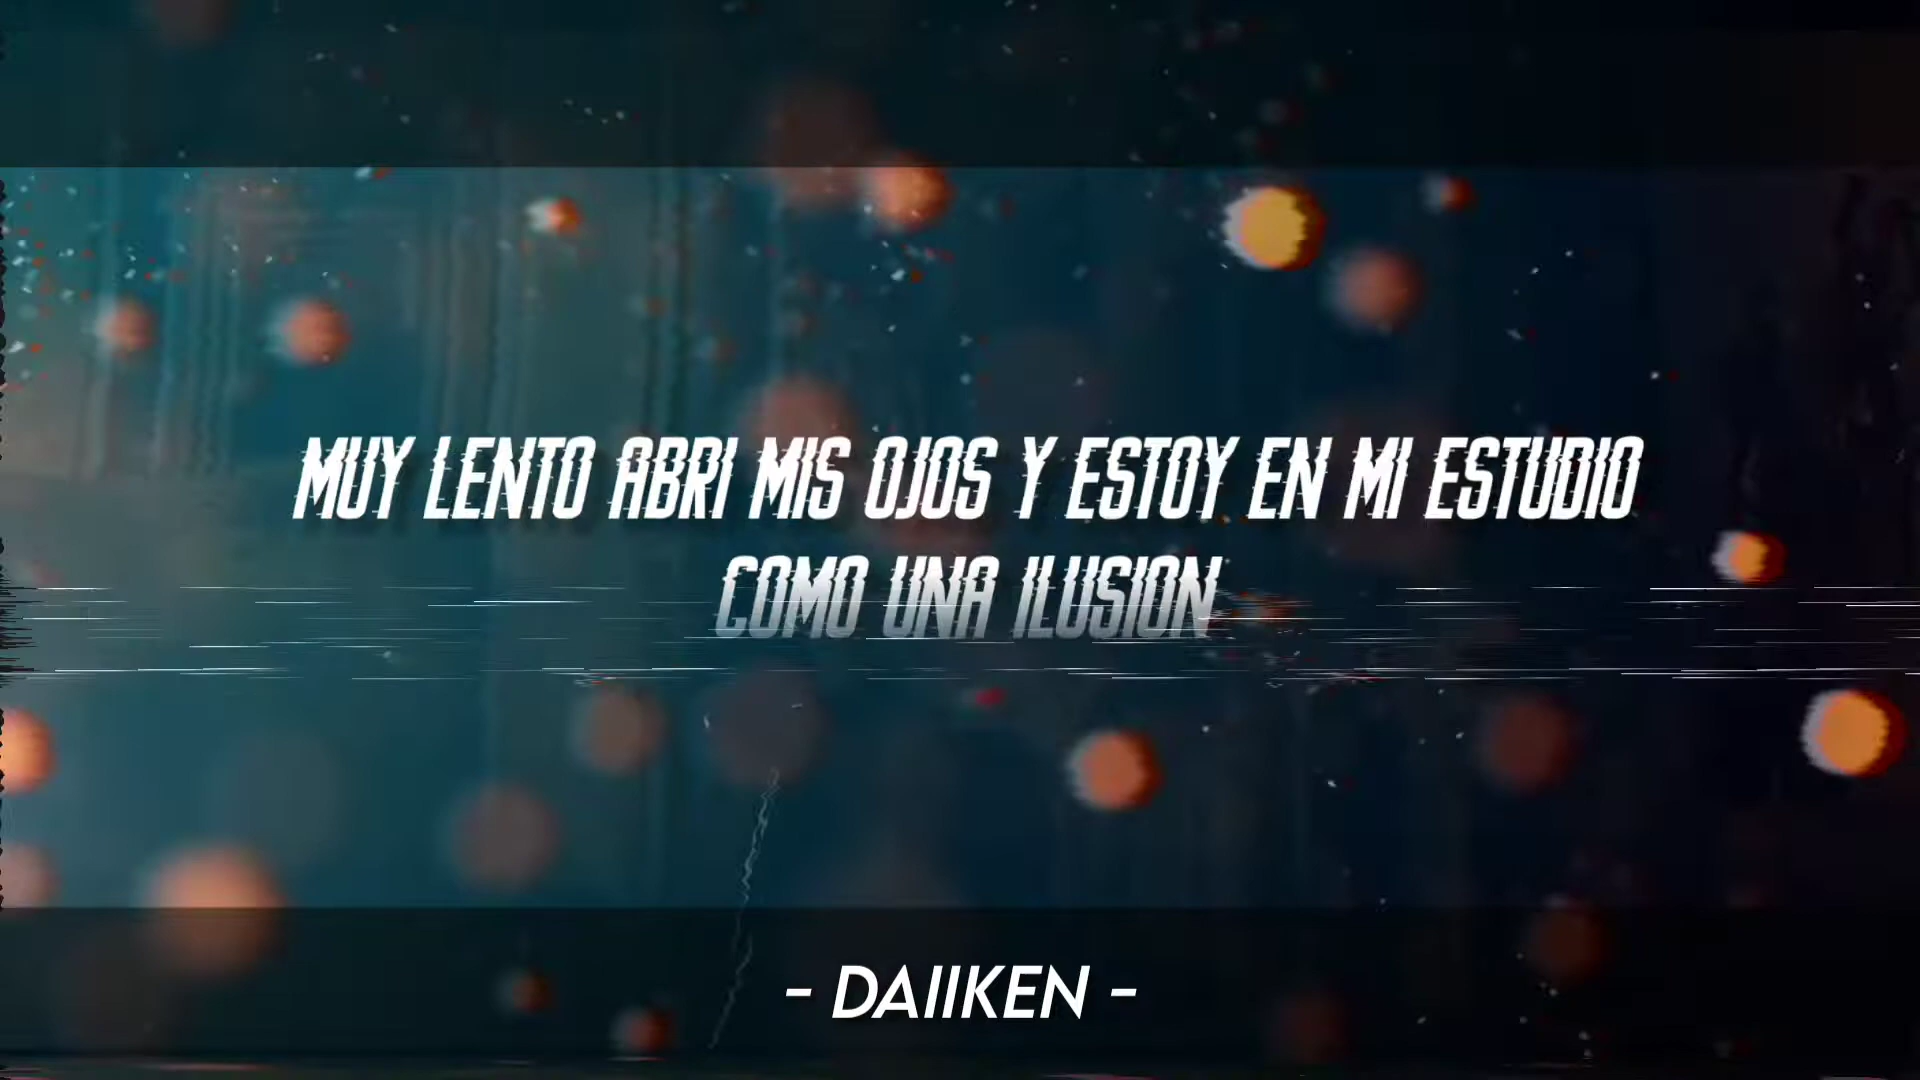 MUY LENTO ABRI MIS OJOS Y ESTOY EN MI ESTUDIO
COMO UNA ILUSION
- DAIIKEN -